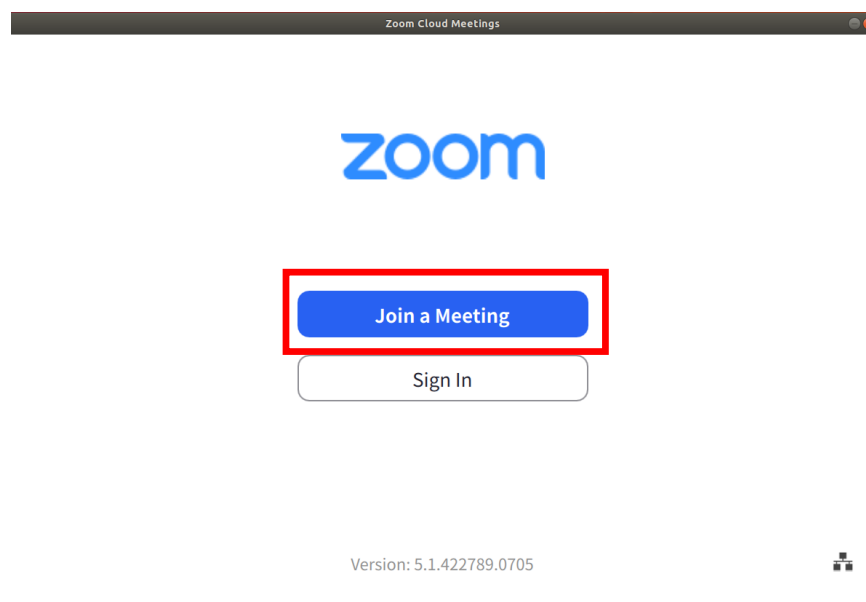 Zoom Cloud Meetings
zoom
Join a Meeting
Sign In
Version: 5.1.422789.0705